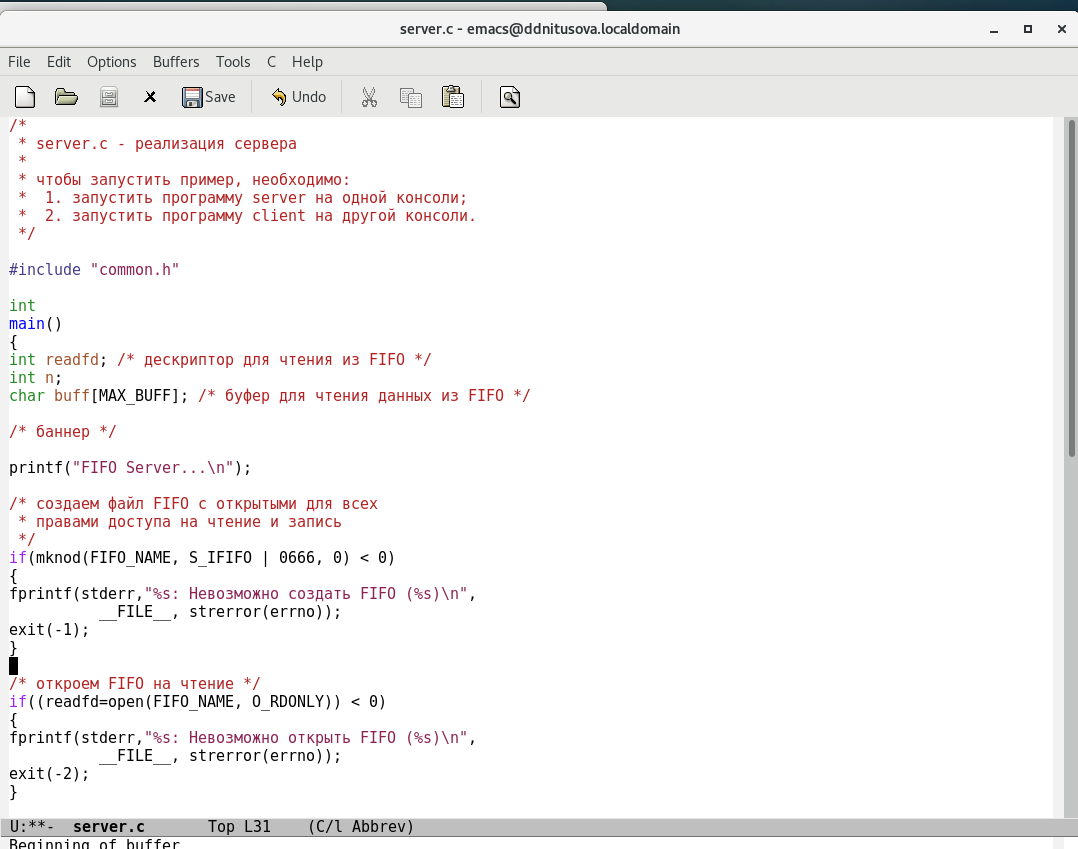 server.c - emacs@ddnitusova.localdomain
File Edit Options Buffers Tools C Help
Save Undo
/*
 * server.c - реализация сервера
 *
 * чтобы запустить пример, необходимо:
 *  1. запустить программу server на одной консоли;
 *  2. запустить программу client на другой консоли.
 */

#include "common.h"

int
main()
{
int readfd; /* дескриптор для чтения из FIFO */
int n;
char buff[MAX_BUFF]; /* буфер для чтения данных из FIFO */

/* баннер */

printf("FIFO Server...\n");

/* создаем файл FIFO с открытыми для всех
 * правами доступа на чтение и запись
 */
if(mknod(FIFO_NAME, S_IFIFO | 0666, 0) < 0)
{
fprintf(stderr,"%s: Невозможно создать FIFO (%s)\n",
          __FILE__, strerror(errno));
exit(-1);
}

/* откроем FIFO на чтение */
if((readfd=open(FIFO_NAME, O_RDONLY)) < 0)
{
fprintf(stderr,"%s: Невозможно открыть FIFO (%s)\n",
          __FILE__, strerror(errno));
exit(-2);
}

U:**-  server.c       Top L31    (C/l Abbrev)
Beginning of buffer